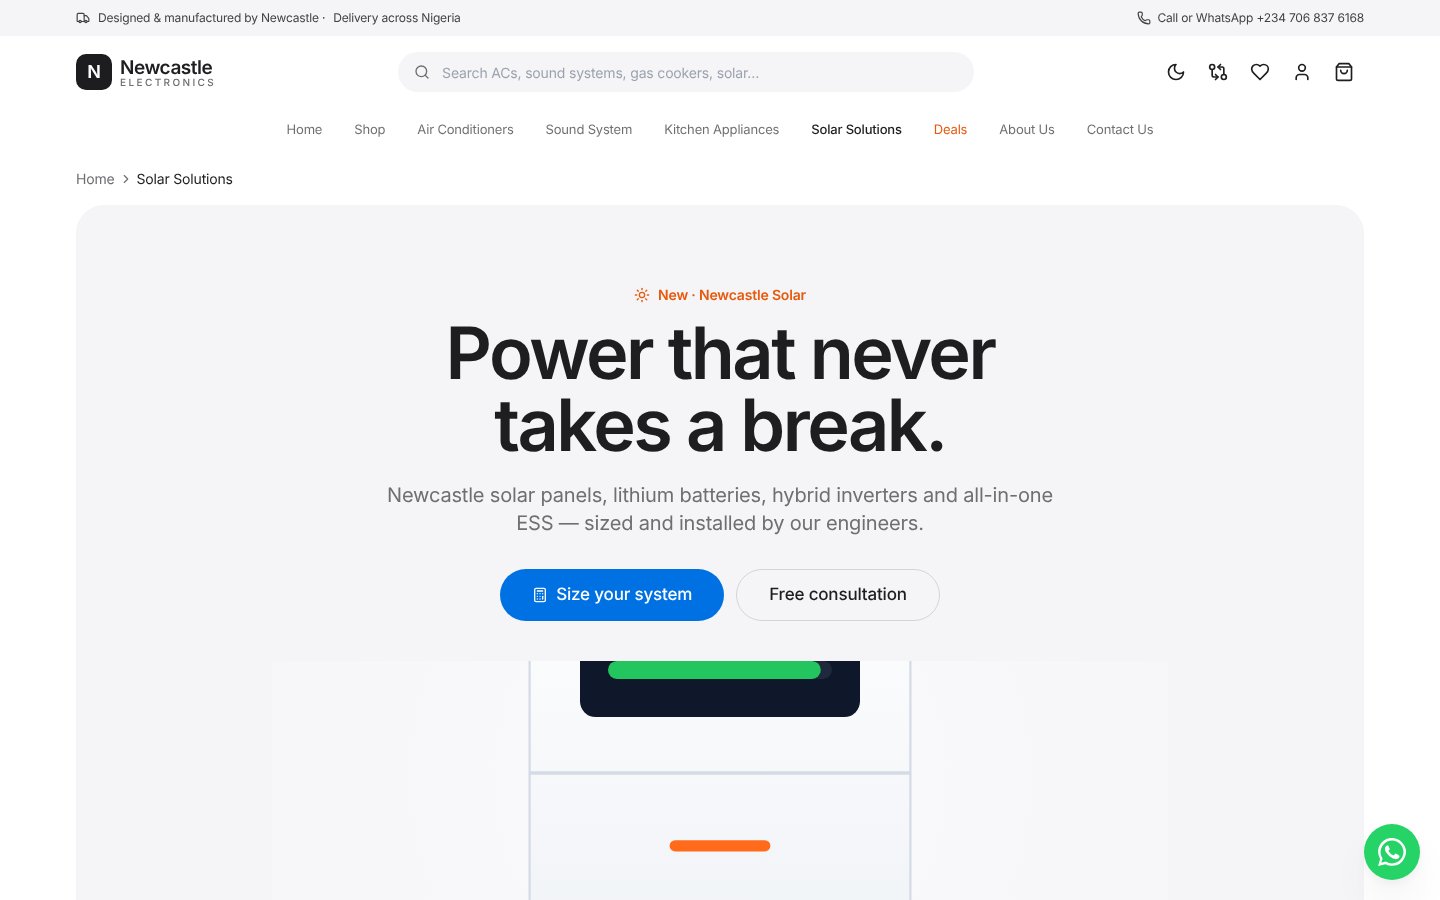 Designed & manufactured by Newcastle · Delivery across Nigeria
Call or WhatsApp +234 706 837 6168
N
Newcastle
ELECTRONICS
Search ACs, sound systems, gas cookers, solar...
Home
Shop
Air Conditioners
Sound System
Kitchen Appliances
Solar Solutions
Deals
About Us
Contact Us
Home > Solar Solutions
New · Newcastle Solar
Power that never
takes a break.
Newcastle solar panels, lithium batteries, hybrid inverters and all-in-one
ESS — sized and installed by our engineers.
Size your system
Free consultation